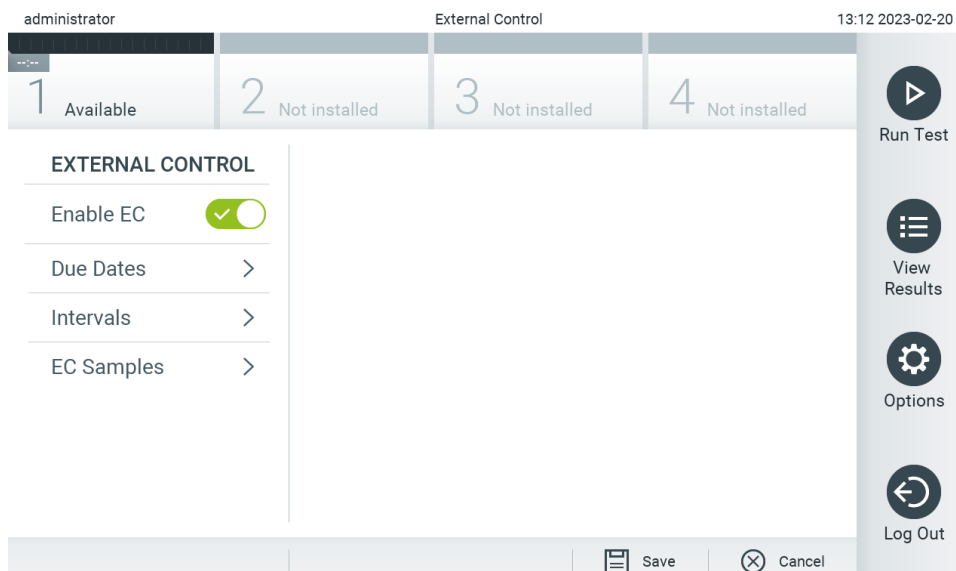 administrator External Control 13:12 2023-02-20
--:--
1 Available 2 Not installed 3 Not installed 4 Not installed
Run Test
EXTERNAL CONTROL
Enable EC
Due Dates
Intervals
EC Samples
View
Results
Options
Log Out
Save Cancel